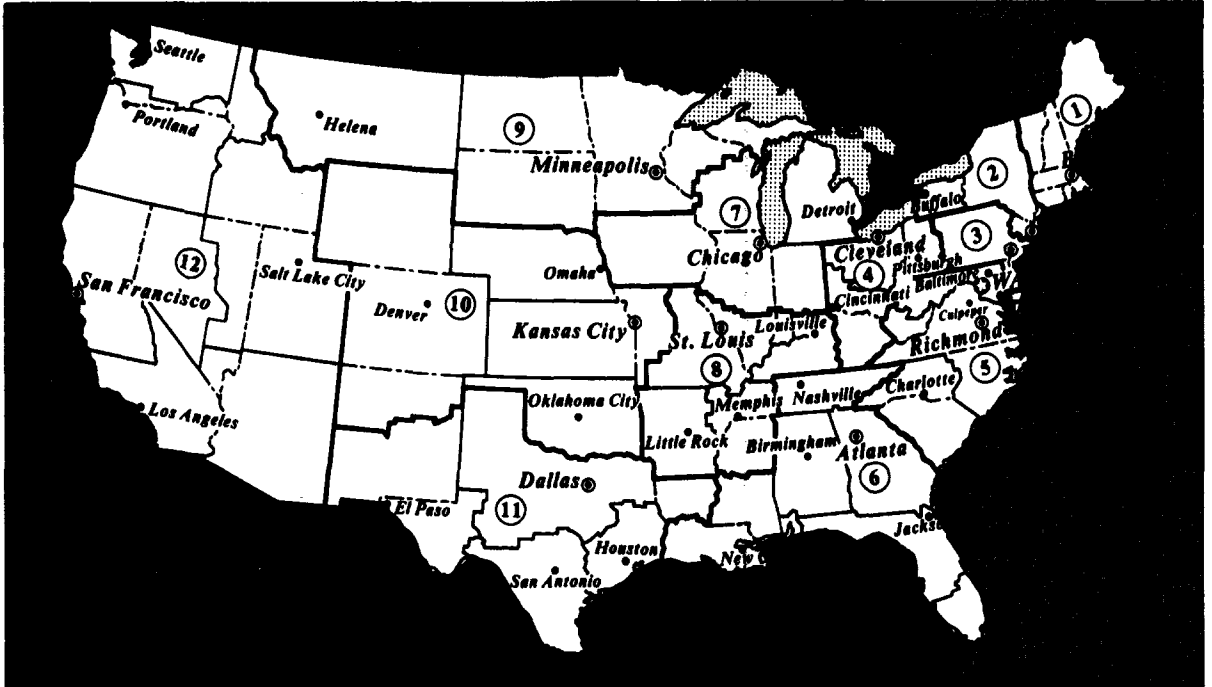 Seattle
Portland
Helena
9
Minneapolis
1
2
Buffalo
7
Detroit
3
Chicago
Cleveland
4
Pittsburgh
Cincinnati
Baltimore
W
12
San Francisco
Salt Lake City
Omaha
Denver
10
Kansas City
St. Louis
8
Louisville
Culpeper
Richmond
5
Charlotte
Nashville
Memphis
Los Angeles
Oklahoma City
Little Rock
Birmingham
Atlanta
6
Dallas
11
El Paso
Houston
San Antonio
New
Jacks
B